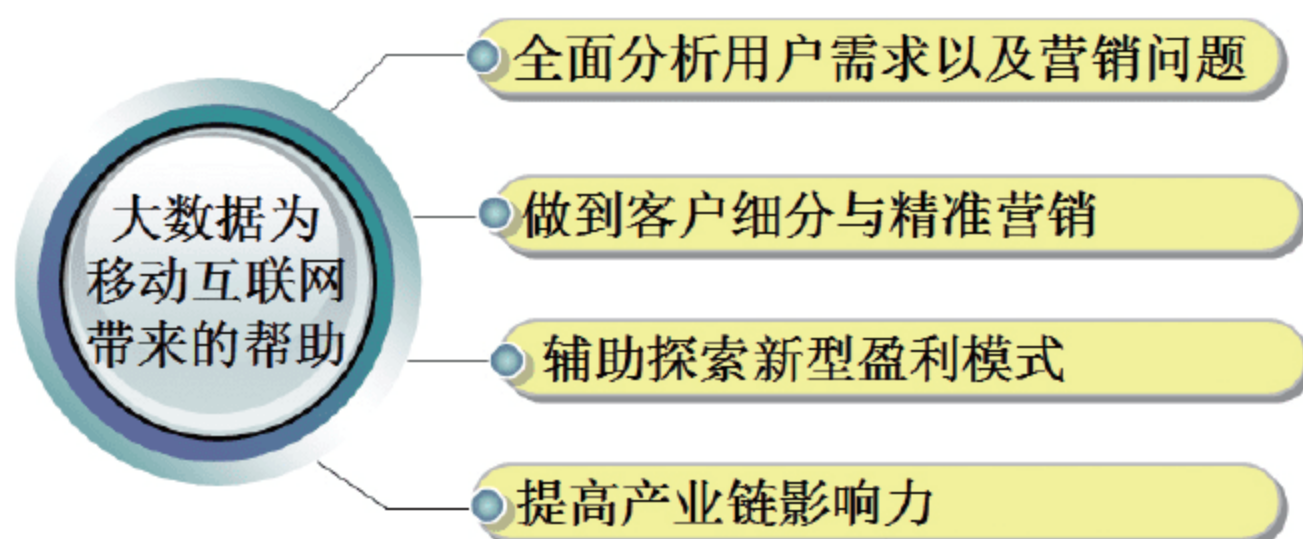 大数据为
移动互联网
带来的帮助
全面分析用户需求以及营销问题
做到客户细分与精准营销
辅助探索新型盈利模式
提高产业链影响力